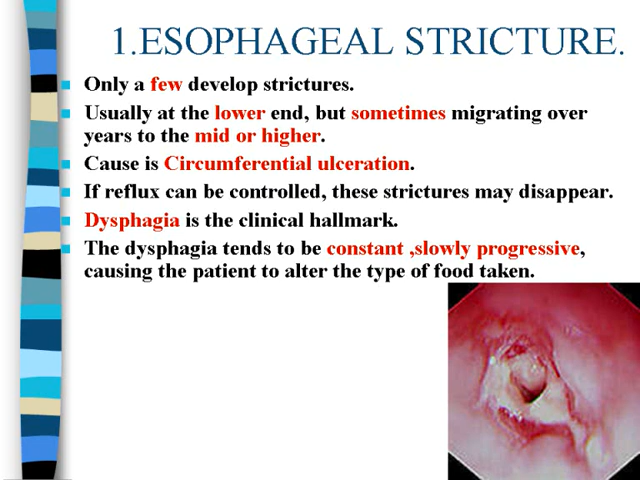 1.ESOPHAGEAL STRICTURE.
Only a few develop strictures.
Usually at the lower end, but sometimes migrating over
years to the mid or higher.
Cause is Circumferential ulceration.
If reflux can be controlled, these strictures may disappear.
Dysphagia is the clinical hallmark.
The dysphagia tends to be constant ,slowly progressive,
causing the patient to alter the type of food taken.